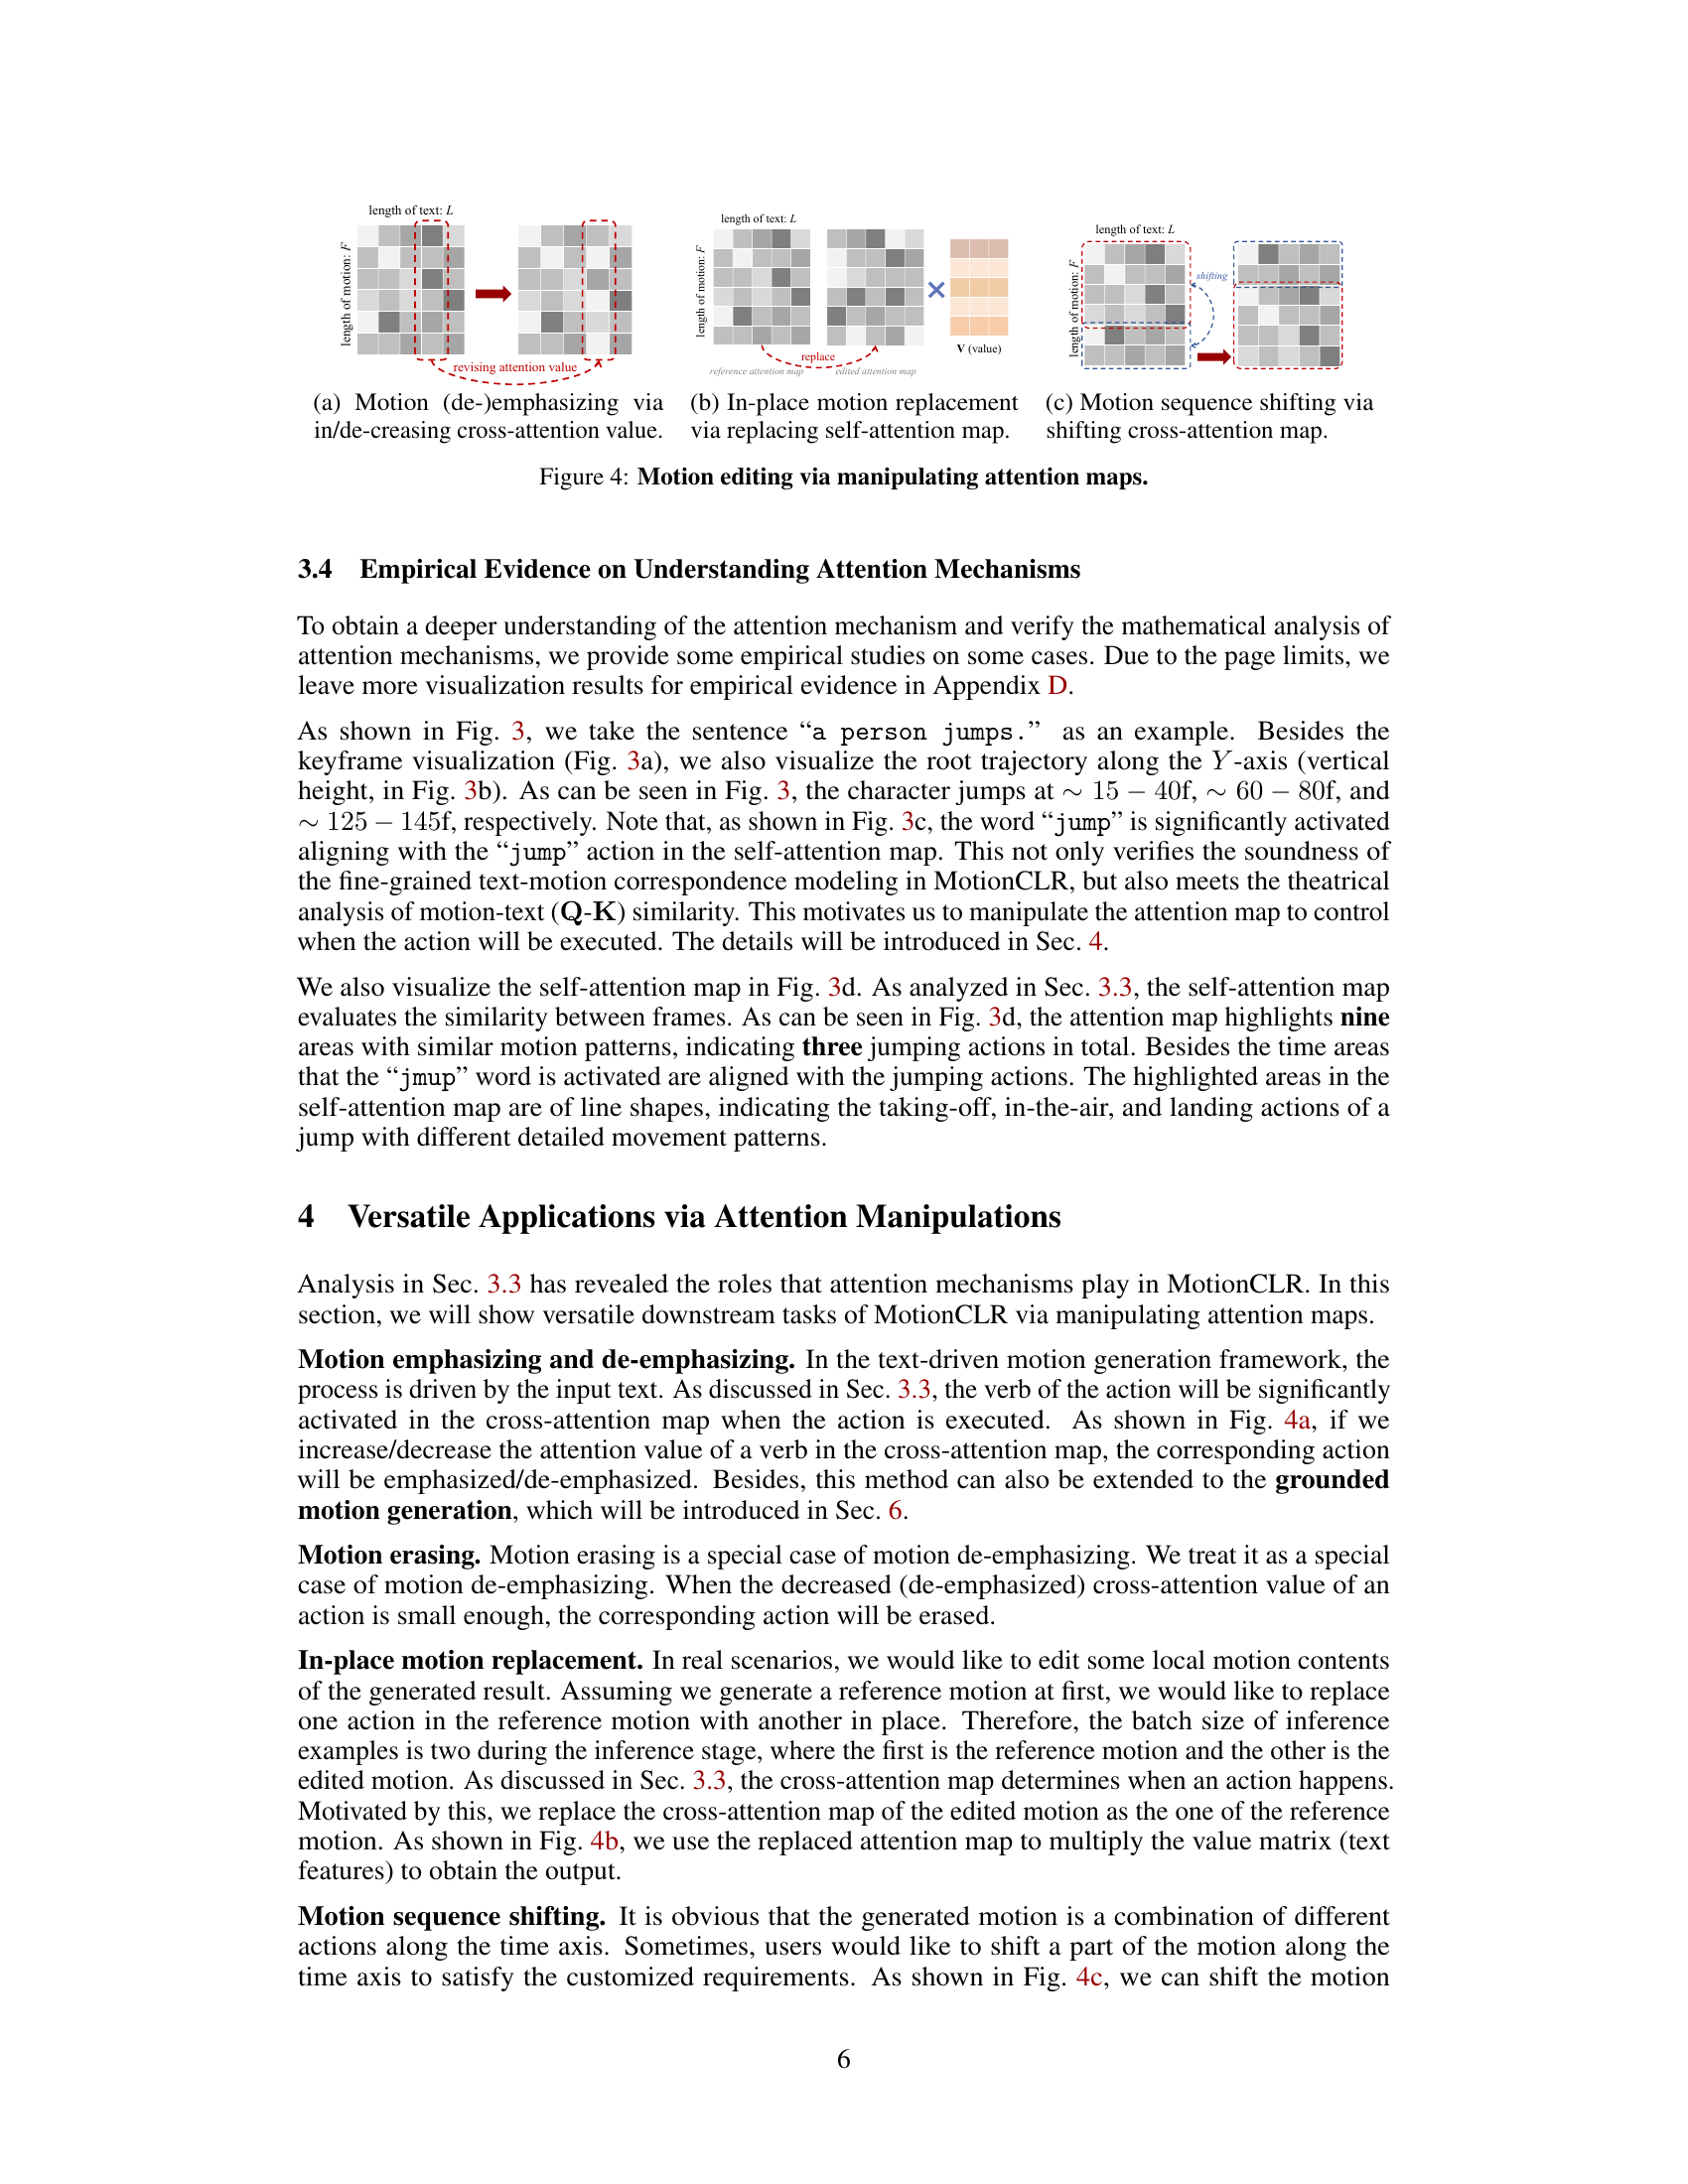 length of text: L
length of motion: F
revising attention value
(a) Motion (de-)emphasizing via
in/de-creasing cross-attention value.
length of text: L
length of motion: F
replace
reference attention map
edited attention map
V (value)
(b) In-place motion replacement
via replacing self-attention map.
length of text: L
length of motion: F
shifting
(c) Motion sequence shifting via
shifting cross-attention map.
Figure 4: Motion editing via manipulating attention maps.
3.4 Empirical Evidence on Understanding Attention Mechanisms
To obtain a deeper understanding of the attention mechanism and verify the mathematical analysis of
attention mechanisms, we provide some empirical studies on some cases. Due to the page limits, we
leave more visualization results for empirical evidence in Appendix D.
As shown in Fig. 3, we take the sentence “a person jumps.” as an example. Besides the
keyframe visualization (Fig. 3a), we also visualize the root trajectory along the Y-axis (vertical
height, in Fig. 3b). As can be seen in Fig. 3, the character jumps at ∼ 15 − 40f, ∼ 60 − 80f, and
∼ 125 − 145f, respectively. Note that, as shown in Fig. 3c, the word “jump” is significantly activated
aligning with the “jump” action in the self-attention map. This not only verifies the soundness of
the fine-grained text-motion correspondence modeling in MotionCLR, but also meets the theatrical
analysis of motion-text (Q-K) similarity. This motivates us to manipulate the attention map to control
when the action will be executed. The details will be introduced in Sec. 4.
We also visualize the self-attention map in Fig. 3d. As analyzed in Sec. 3.3, the self-attention map
evaluates the similarity between frames. As can be seen in Fig. 3d, the attention map highlights nine
areas with similar motion patterns, indicating three jumping actions in total. Besides the time areas
that the “jmup” word is activated are aligned with the jumping actions. The highlighted areas in the
self-attention map are of line shapes, indicating the taking-off, in-the-air, and landing actions of a
jump with different detailed movement patterns.
4 Versatile Applications via Attention Manipulations
Analysis in Sec. 3.3 has revealed the roles that attention mechanisms play in MotionCLR. In this
section, we will show versatile downstream tasks of MotionCLR via manipulating attention maps.
Motion emphasizing and de-emphasizing. In the text-driven motion generation framework, the
process is driven by the input text. As discussed in Sec. 3.3, the verb of the action will be significantly
activated in the cross-attention map when the action is executed. As shown in Fig. 4a, if we
increase/decrease the attention value of a verb in the cross-attention map, the corresponding action
will be emphasized/de-emphasized. Besides, this method can also be extended to the grounded
motion generation, which will be introduced in Sec. 6.
Motion erasing. Motion erasing is a special case of motion de-emphasizing. We treat it as a special
case of motion de-emphasizing. When the decreased (de-emphasized) cross-attention value of an
action is small enough, the corresponding action will be erased.
In-place motion replacement. In real scenarios, we would like to edit some local motion contents
of the generated result. Assuming we generate a reference motion at first, we would like to replace
one action in the reference motion with another in place. Therefore, the batch size of inference
examples is two during the inference stage, where the first is the reference motion and the other is the
edited motion. As discussed in Sec. 3.3, the cross-attention map determines when an action happens.
Motivated by this, we replace the cross-attention map of the edited motion as the one of the reference
motion. As shown in Fig. 4b, we use the replaced attention map to multiply the value matrix (text
features) to obtain the output.
Motion sequence shifting. It is obvious that the generated motion is a combination of different
actions along the time axis. Sometimes, users would like to shift a part of the motion along the
time axis to satisfy the customized requirements. As shown in Fig. 4c, we can shift the motion
6